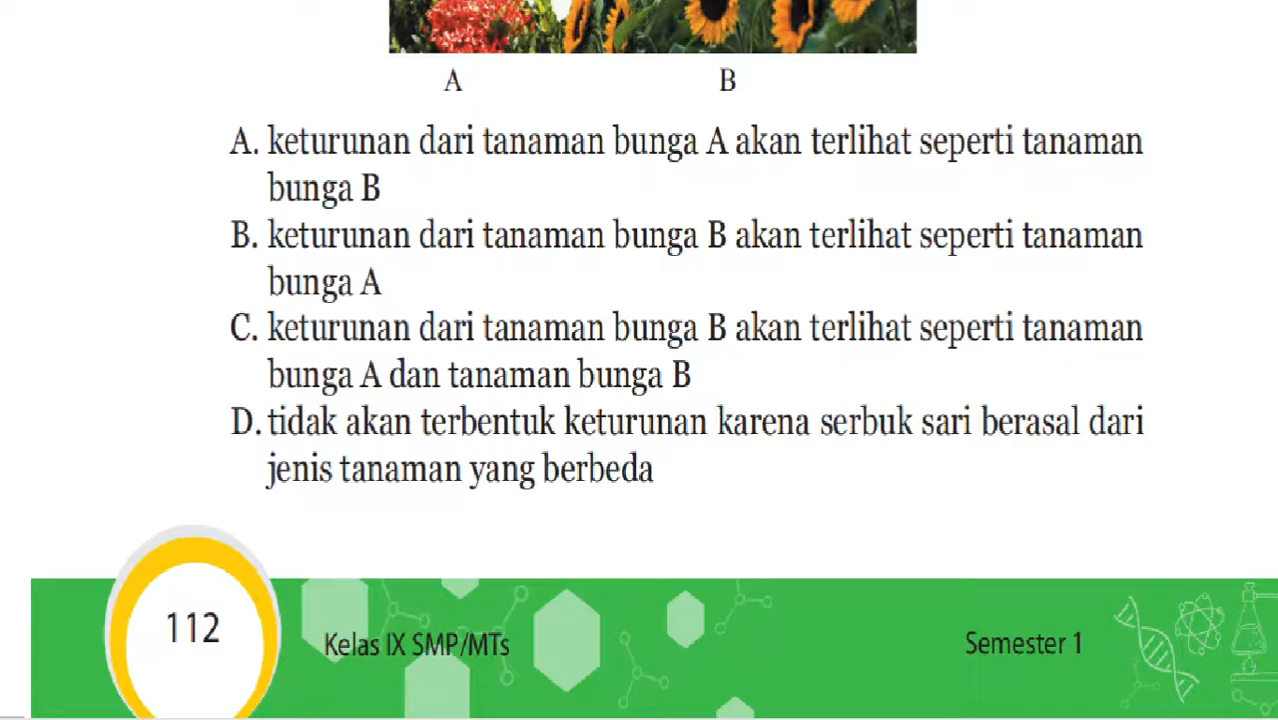 A B
A. keturunan dari tanaman bunga A akan terlihat seperti tanaman
bunga B
B. keturunan dari tanaman bunga B akan terlihat seperti tanaman
bunga A
C. keturunan dari tanaman bunga B akan terlihat seperti tanaman
bunga A dan tanaman bunga B
D. tidak akan terbentuk keturunan karena serbuk sari berasal dari
jenis tanaman yang berbeda
112
Kelas IX SMP/MTs
Semester 1